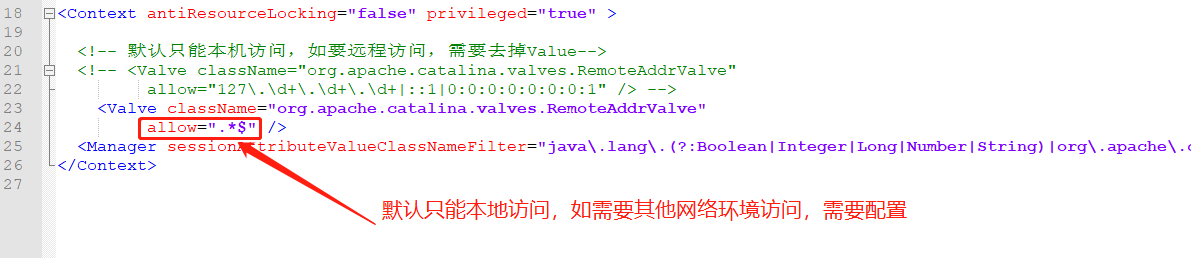 18 <Context antiResourceLocking="false" privileged="true" >
19
20 <!-- 默认只能本机访问，如要远程访问，需要去掉Value-->
21 <!-- <Valve className="org.apache.catalina.valves.RemoteAddrValve"
22 allow="127\.\d+\.\d+\.\d+|::1|0:0:0:0:0:0:0:1" /> -->
23 <Valve className="org.apache.catalina.valves.RemoteAddrValve"
24 allow=".*$" />
25 <Manager sessionAttributeValueClassNameFilter="java\.lang\.(?:Boolean|Integer|Long|Number|String)|org\.apache\.c
26 </Context>
27
默认只能本地访问，如需要其他网络环境访问，需要配置